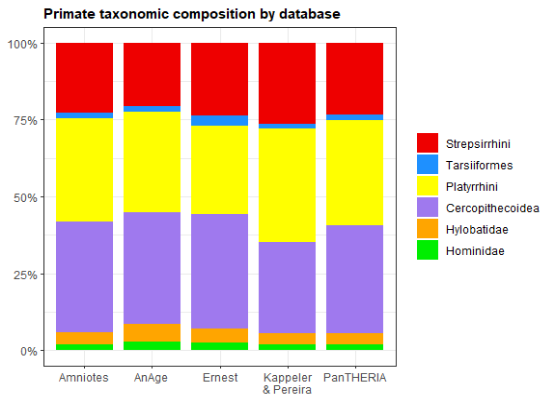 Primate taxonomic composition by database
100%
75%
50%
25%
0%
Amniotes
AnAge
Ernest
Kappeler
& Pereira
PanTHERIA
Strepsirrhini
Tarsiiformes
Platyrrhini
Cercopithecoidea
Hylobatidae
Hominidae